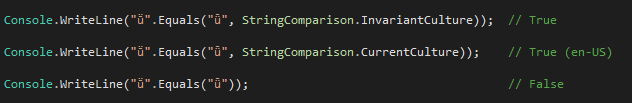 Console.WriteLine("ṻ".Equals("ṻ", StringComparison.InvariantCulture)); // True
Console.WriteLine("ṻ".Equals("ṻ", StringComparison.CurrentCulture)); // True (en-US)
Console.WriteLine("ṻ".Equals("ṻ")); // False